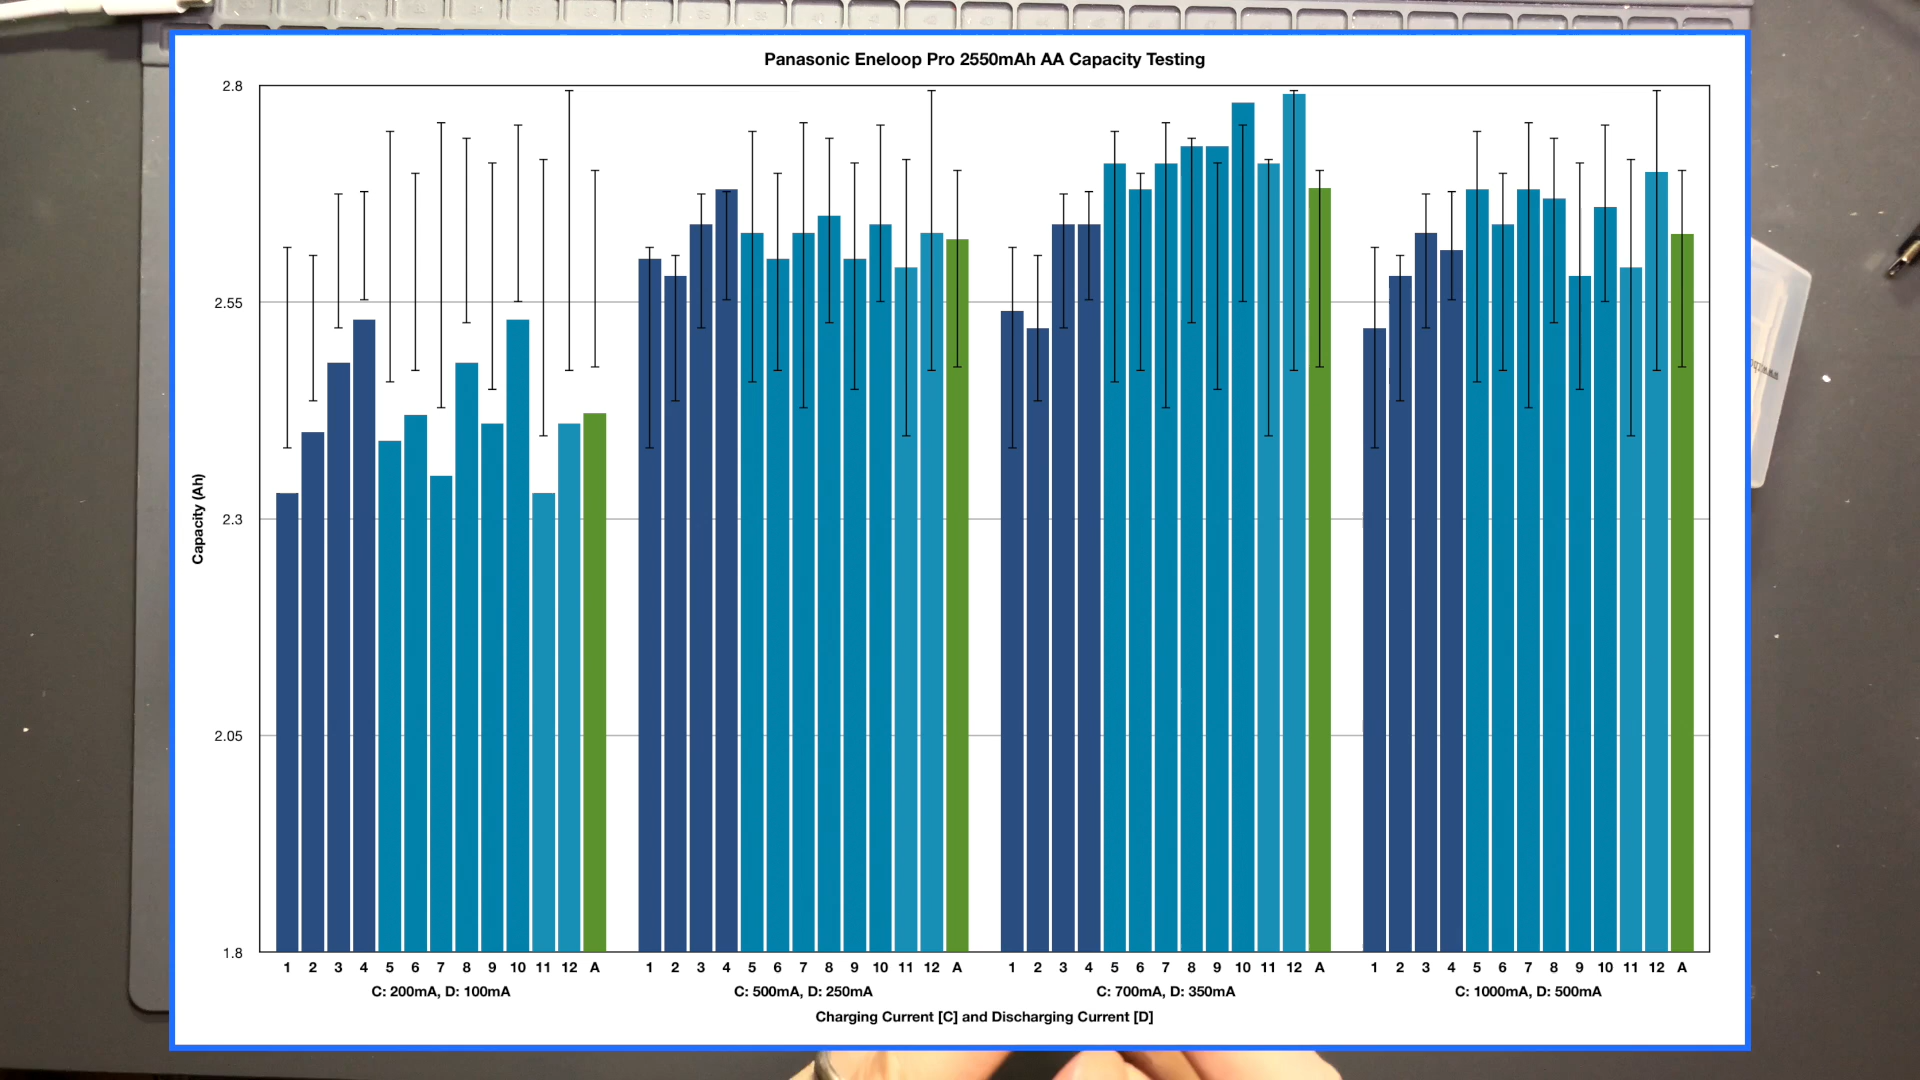 Panasonic Eneloop Pro 2550mAh AA Capacity Testing
2.8
2.55
2.3
2.05
1.8
Capacity (Ah)
1 2 3 4 5 6 7 8 9 10 11 12 A 1 2 3 4 5 6 7 8 9 10 11 12 A 1 2 3 4 5 6 7 8 9 10 11 12 A 1 2 3 4 5 6 7 8 9 10 11 12 A
C: 200mA, D: 100mA C: 500mA, D: 250mA C: 700mA, D: 350mA C: 1000mA, D: 500mA
Charging Current [C] and Discharging Current [D]